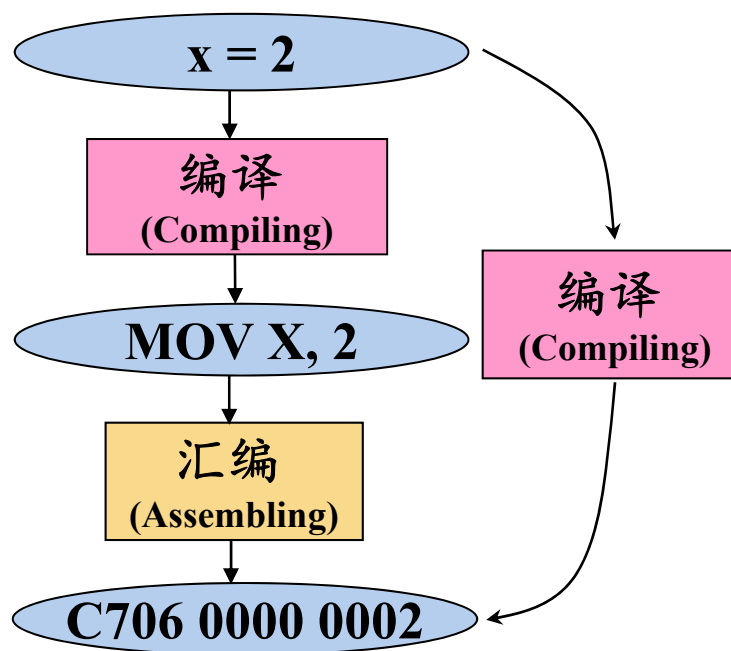 x = 2
编译
(Compiling)
MOV X, 2
汇编
(Assembling)
C706 0000 0002
编译
(Compiling)